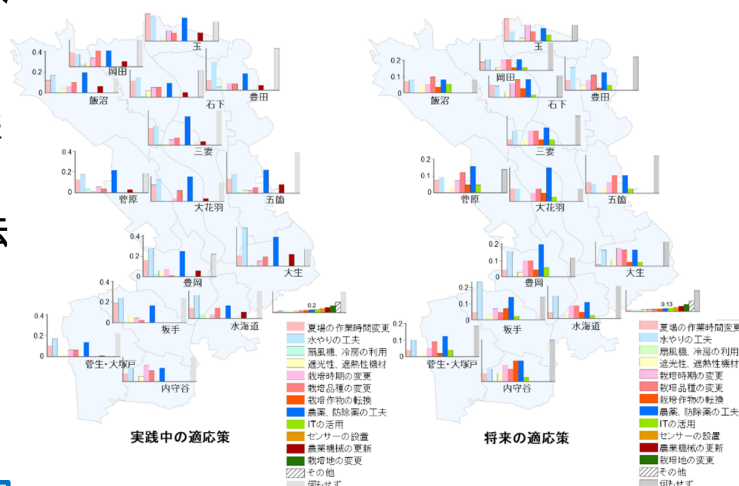 玉
0.4
0.2
0
岡田
飯沼
石下
豊田
三妻
0.4
0.2
0
菅原
大花羽
五箇
0.4
0.2
0
豊岡
大生
0.4
0.2
0
坂手
水海道
0.2
0.4
0.2
0
菅生・大塚戸
内守谷
実践中の適応策
夏場の作業時間変更
水やりの工夫
扇風機、冷房の利用
遮光性、遮熱性機材
栽培時期の変更
栽培品種の変更
栽培作物の転換
農薬、防除薬の工夫
ITの活用
センサーの設置
農業機械の更新
栽培地の変更
その他
何もせず
玉
0.2
0.1
0
岡田
飯沼
石下
豊田
三妻
0.2
0.1
0
菅原
大花羽
五箇
0.2
0.1
0
豊岡
大生
0.2
0.1
0
坂手
水海道
0.13
0.2
0.1
0
菅生・大塚戸
内守谷
将来の適応策
夏場の作業時間変更
水やりの工夫
扇風機、冷房の利用
遮光性、遮熱性機材
栽培時期の変更
栽培品種の変更
栽培作物の転換
農薬、防除薬の工夫
ITの活用
センサーの設置
農業機械の更新
栽培地の変更
その他
何もせず